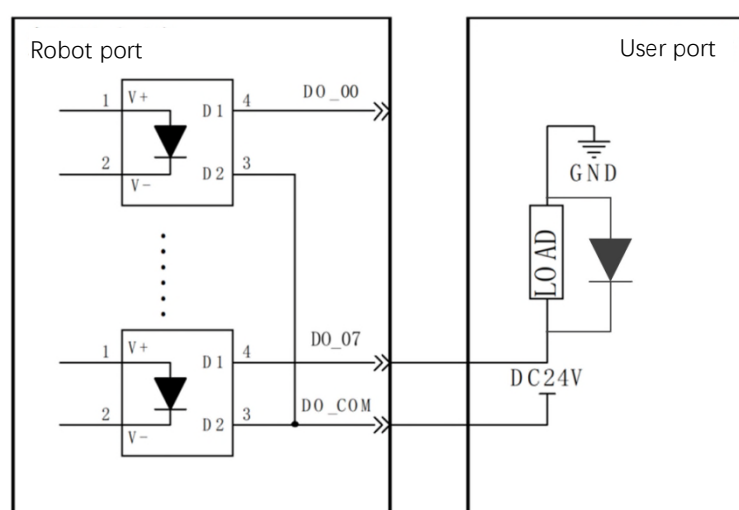 Robot port
User port
1
V+
D1
4
DO_00
2
V-
D2
3
GND
LOAD
1
V+
D1
4
DO_07
DC24V
2
V-
D2
3
DO_COM